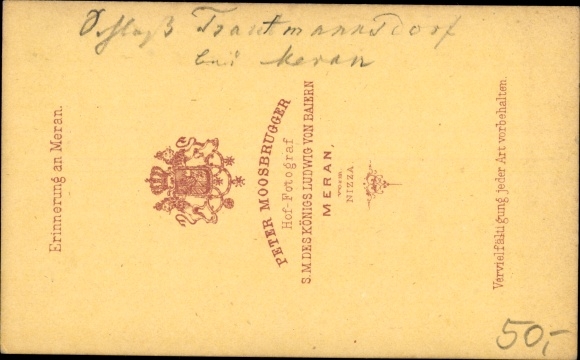 Schloß Trautmannsdorf
bei Meran
Erinnerung an Meran.
PETER MOOSBRUGGER
Hof-Fotograf
S.M. DES KÖNIGS LUDWIG VON BAIERN
MERAN,
NIZZA.
Vervielfältigung jeder Art vorbehalten.
50,-